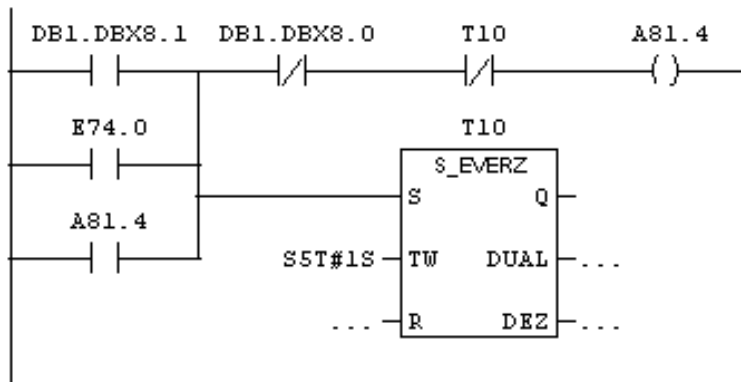 DB1.DBX8.1 DB1.DBX8.0 T10 A81.4
E74.0 T10
S_EVERZ
S Q
A81.4
S5T#1S TW DUAL ...
... R DEZ ...